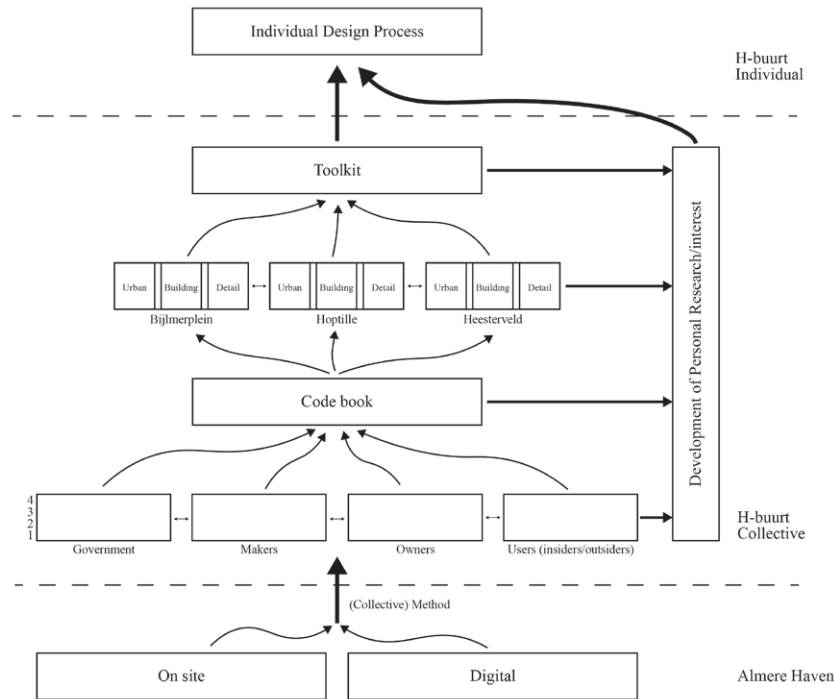 Individual Design Process
H-buurt
Individual
Toolkit
Urban Building Detail
Urban Building Detail
Urban Building Detail
Bijlmerplein
Hoptille
Heesterveld
Development of Personal Research/interest
Code book
4
3
2
1
Government
Makers
Owners
Users (insiders/outsiders)
H-buurt
Collective
(Collective) Method
On site
Digital
Almere Haven